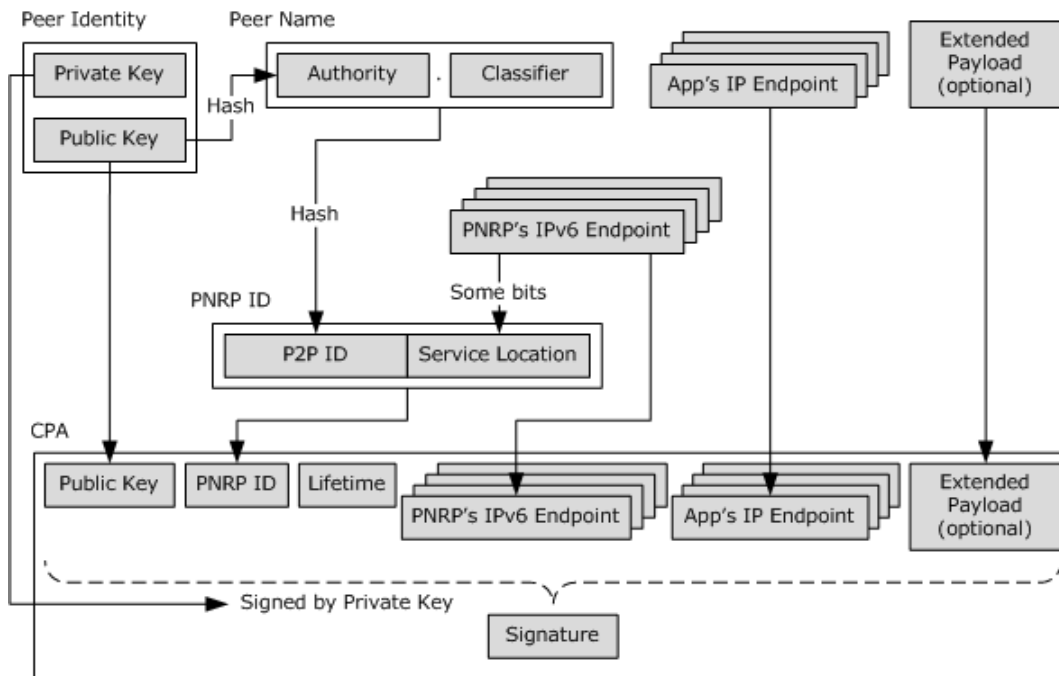 Peer Identity
Peer Name
Private Key
Public Key
Hash
Authority
.
Classifier
App's IP Endpoint
Extended
Payload
(optional)
Hash
PNRP's IPv6 Endpoint
Some bits
PNRP ID
P2P ID
Service Location
CPA
Public Key
PNRP ID
Lifetime
PNRP's IPv6 Endpoint
App's IP Endpoint
Extended
Payload
(optional)
Signed by Private Key
Signature